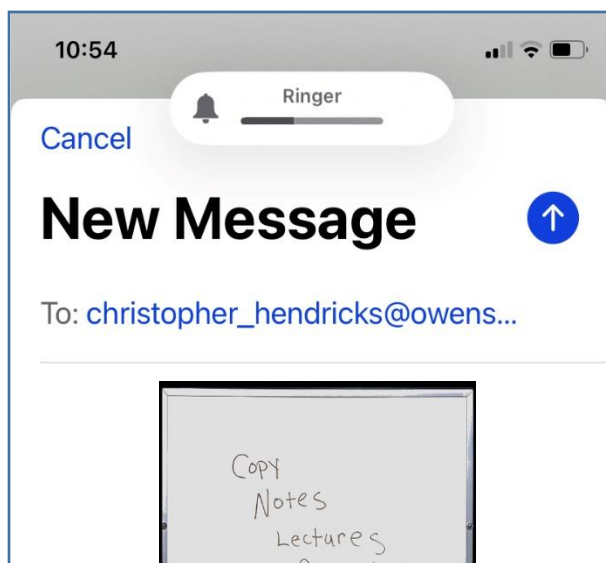 10:54
Ringer
Cancel
New Message
To: christopher_hendricks@owens...
Copy
Notes
Lectures